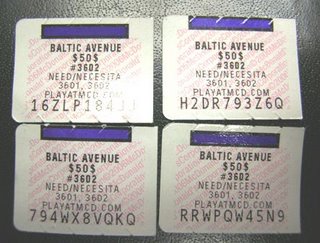 BALTIC AVENUE
$50$
#3602
NEED/NECESITA
3601, 3602
PLAYATMCD.COM
BALTIC AVENUE
$50$
#3602
NEED/NECESITA
3601, 3602
PLAYATMCD.COM
H2DR793Z6Q
BALTIC AVENUE
$50$
#3602
NEED/NECESITA
3601, 3602
PLAYATMCD.COM
794WX8VQKQ
BALTIC AVENUE
$50$
#3602
NEED/NECESITA
3601, 3602
PLAYATMCD.COM
RRWPQW45N9